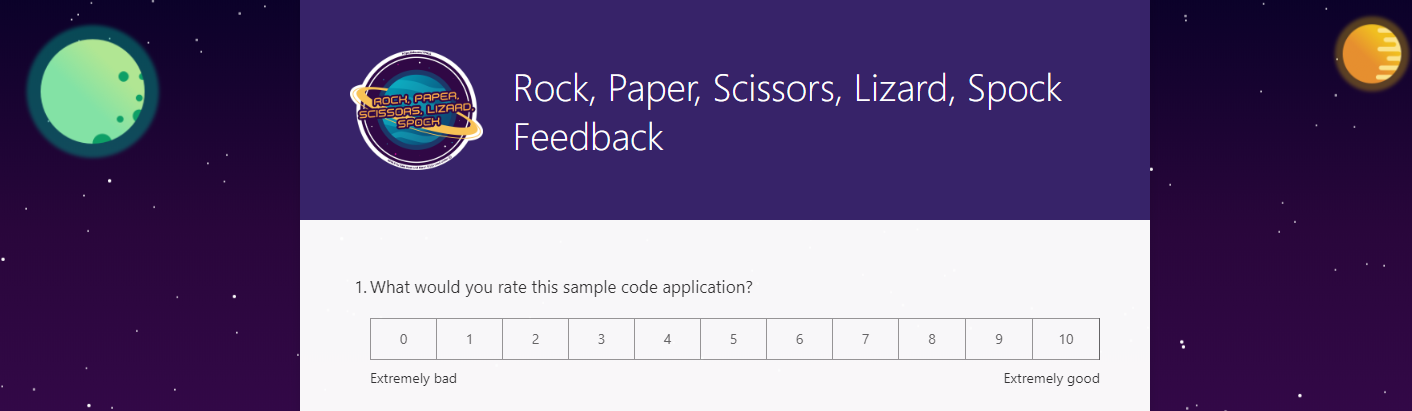 ROCK, PAPER,
SCISSORS, LIZARD,
SPOCK
Rock, Paper, Scissors, Lizard, Spock
Feedback
1. What would you rate this sample code application?
0 1 2 3 4 5 6 7 8 9 10
Extremely bad Extremely good